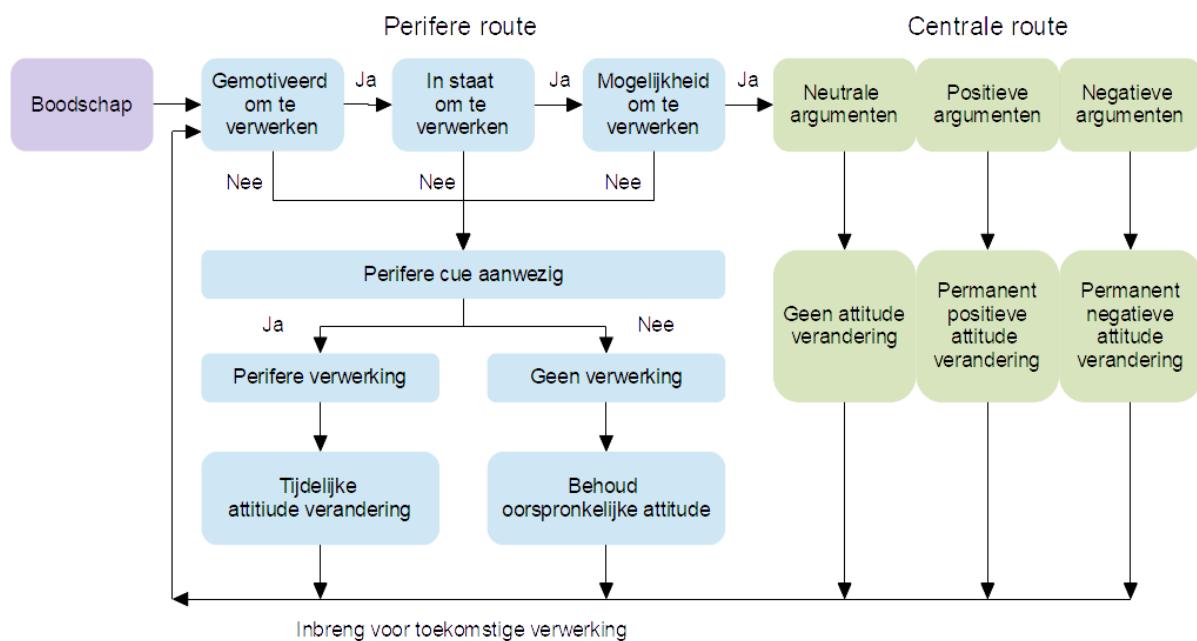 Perifere route
Centrale route
Boodschap
Gemotiveerd
om te
verwerken
Ja
In staat
om te
verwerken
Ja
Mogelijkheid
om te
verwerken
Ja
Neutrale
argumenten
Positieve
argumenten
Negatieve
argumenten
Nee
Nee
Nee
Perifere cue aanwezig
Ja
Nee
Perifere verwerking
Geen verwerking
Geen attitude
verandering
Permanent
positieve
attitude
verandering
Permanent
negatieve
attitude
verandering
Tijdelijke
attitiude verandering
Behoud
oorspronkelijke attitude
Inbreng voor toekomstige verwerking